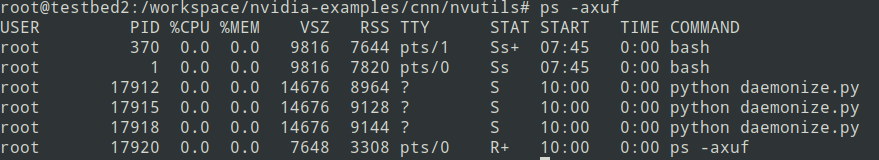 root@testbed2:/workspace/nvidia-examples/cnn/nvutils# ps -axuf
USER       PID %CPU %MEM    VSZ   RSS TTY      STAT START   TIME COMMAND
root       370  0.0  0.0   9816  7644 pts/1    Ss+  07:45   0:00 bash
root         1  0.0  0.0   9816  7820 pts/0    Ss   07:45   0:00 bash
root     17912  0.0  0.0  14676  8964 ?        S    10:00   0:00 python daemonize.py
root     17915  0.0  0.0  14676  9128 ?        S    10:00   0:00 python daemonize.py
root     17918  0.0  0.0  14676  9144 ?        S    10:00   0:00 python daemonize.py
root     17920  0.0  0.0   7648  3308 pts/0    R+   10:00   0:00 ps -axuf